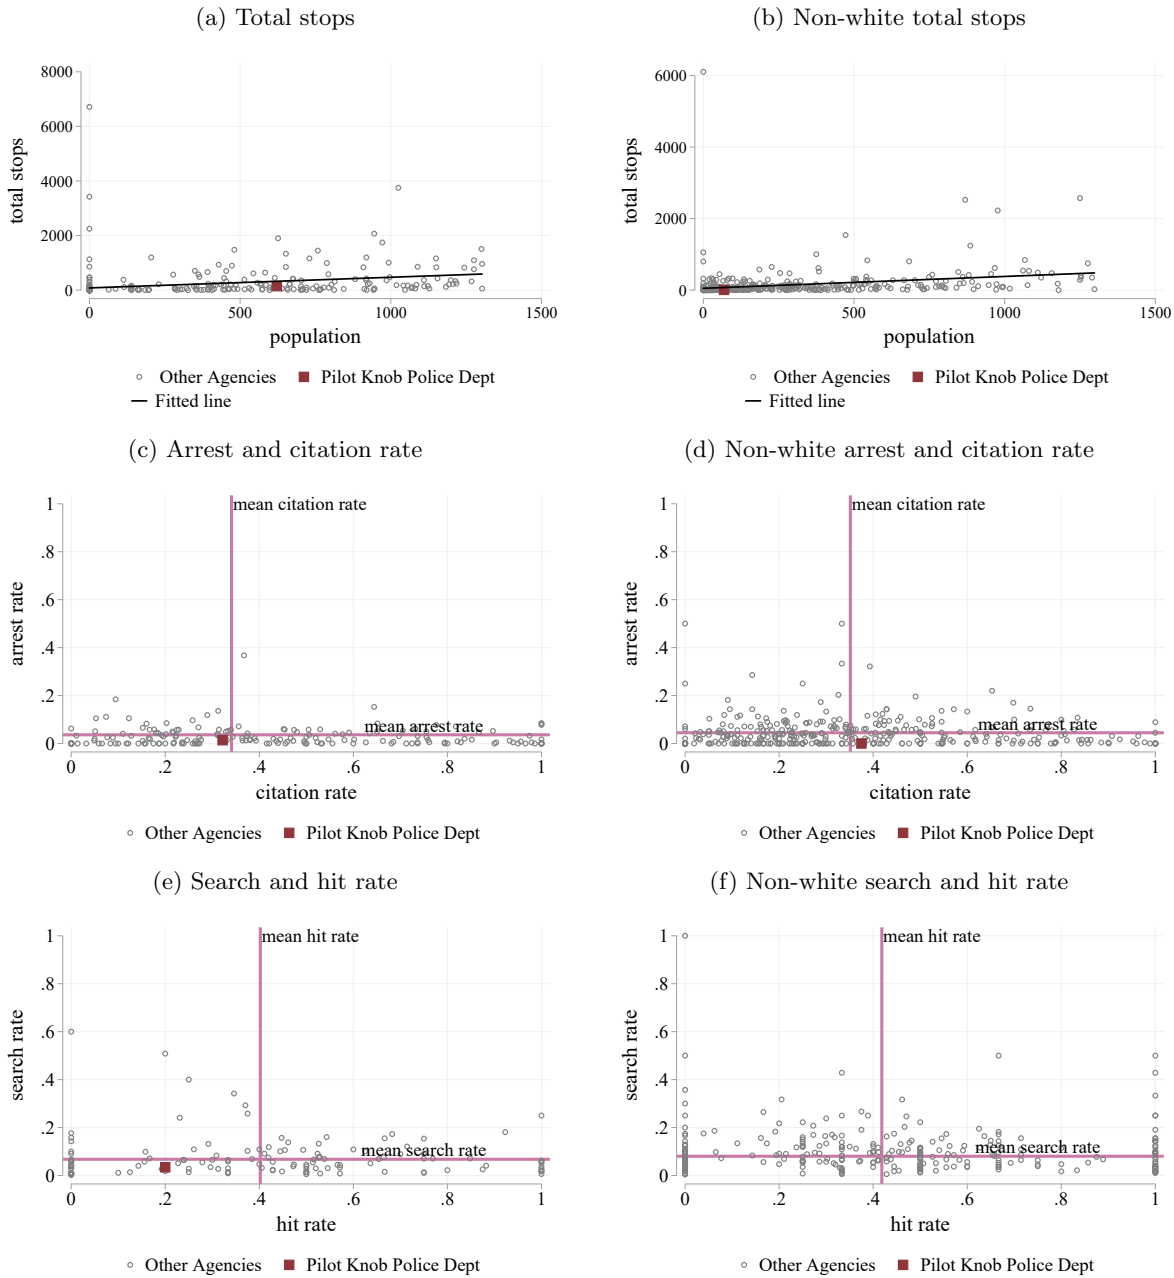 (a) Total stops
(b) Non-white total stops
total stops
8000
6000
4000
2000
0
0 500 1000 1500
population
Other Agencies Pilot Knob Police Dept
Fitted line
total stops
6000
4000
2000
0
0 500 1000 1500
population
Other Agencies Pilot Knob Police Dept
Fitted line
(c) Arrest and citation rate
(d) Non-white arrest and citation rate
arrest rate
1
.8
.6
.4
.2
0
mean citation rate
mean arrest rate
0 .2 .4 .6 .8 1
citation rate
Other Agencies Pilot Knob Police Dept
arrest rate
1
.8
.6
.4
.2
0
mean citation rate
mean arrest rate
0 .2 .4 .6 .8 1
citation rate
Other Agencies Pilot Knob Police Dept
(e) Search and hit rate
(f) Non-white search and hit rate
search rate
1
.8
.6
.4
.2
0
mean hit rate
mean search rate
0 .2 .4 .6 .8 1
hit rate
Other Agencies Pilot Knob Police Dept
search rate
1
.8
.6
.4
.2
0
mean hit rate
mean search rate
0 .2 .4 .6 .8 1
hit rate
Other Agencies Pilot Knob Police Dept